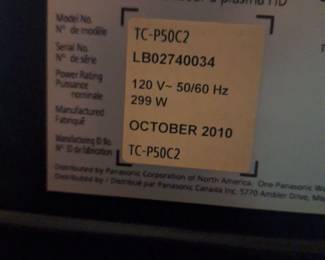 à plasma HD
Model No.
N° de modèle
TC-P50C2
Serial No.
N° de série
LB02740034
Power Rating
Puissance
nominale
120 V~ 50/60 Hz
299 W
Manufactured
Fabriqué
OCTOBER 2010
Manufacturing ID No.
N° ID de fabrication
TC-P50C2
Distributed by Panasonic Corporation of North America. One Panasonic
Distributed by / Distribué par Panasonic Canada Inc. 5770 Ambler Drive,